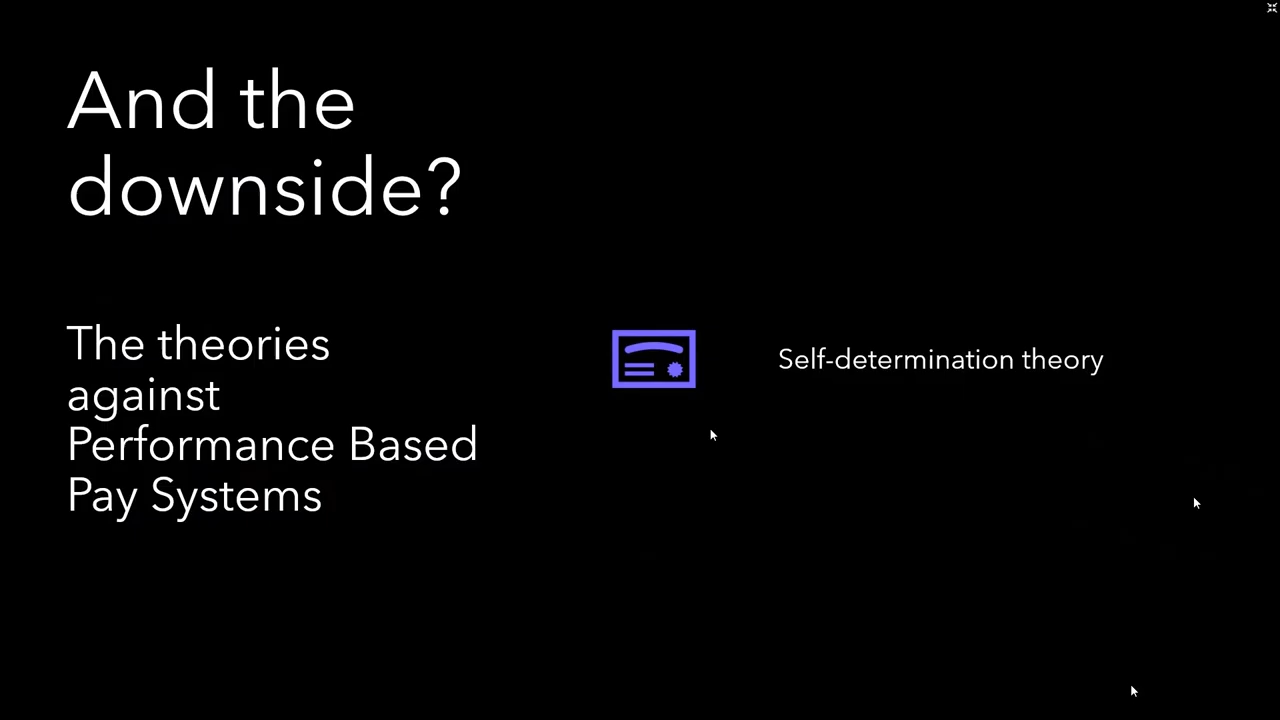 And the
downside?
The theories
against
Performance Based
Pay Systems
Self-determination theory